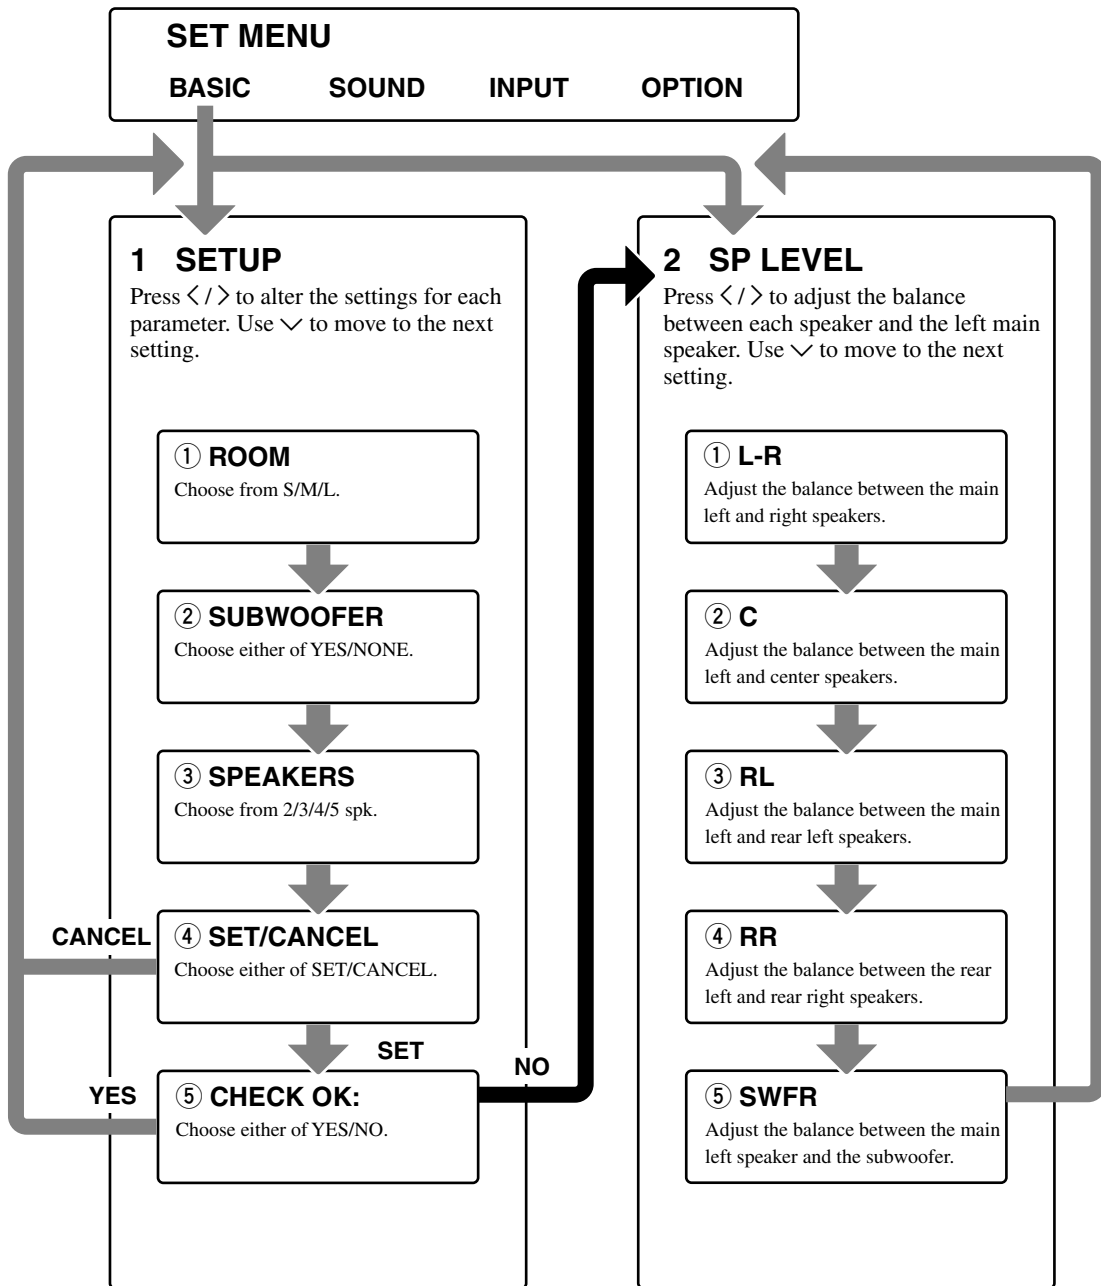 SET MENU
BASIC SOUND INPUT OPTION
1 SETUP
Press < / > to alter the settings for each
parameter. Use ∨ to move to the next
setting.
① ROOM
Choose from S/M/L.
② SUBWOOFER
Choose either of YES/NONE.
③ SPEAKERS
Choose from 2/3/4/5 spk.
CANCEL
④ SET/CANCEL
Choose either of SET/CANCEL.
SET
NO
YES
⑤ CHECK OK:
Choose either of YES/NO.
2 SP LEVEL
Press < / > to adjust the balance
between each speaker and the left main
speaker. Use ∨ to move to the next
setting.
① L-R
Adjust the balance between the main
left and right speakers.
② C
Adjust the balance between the main
left and center speakers.
③ RL
Adjust the balance between the main
left and rear left speakers.
④ RR
Adjust the balance between the rear
left and rear right speakers.
⑤ SWFR
Adjust the balance between the main
left speaker and the subwoofer.